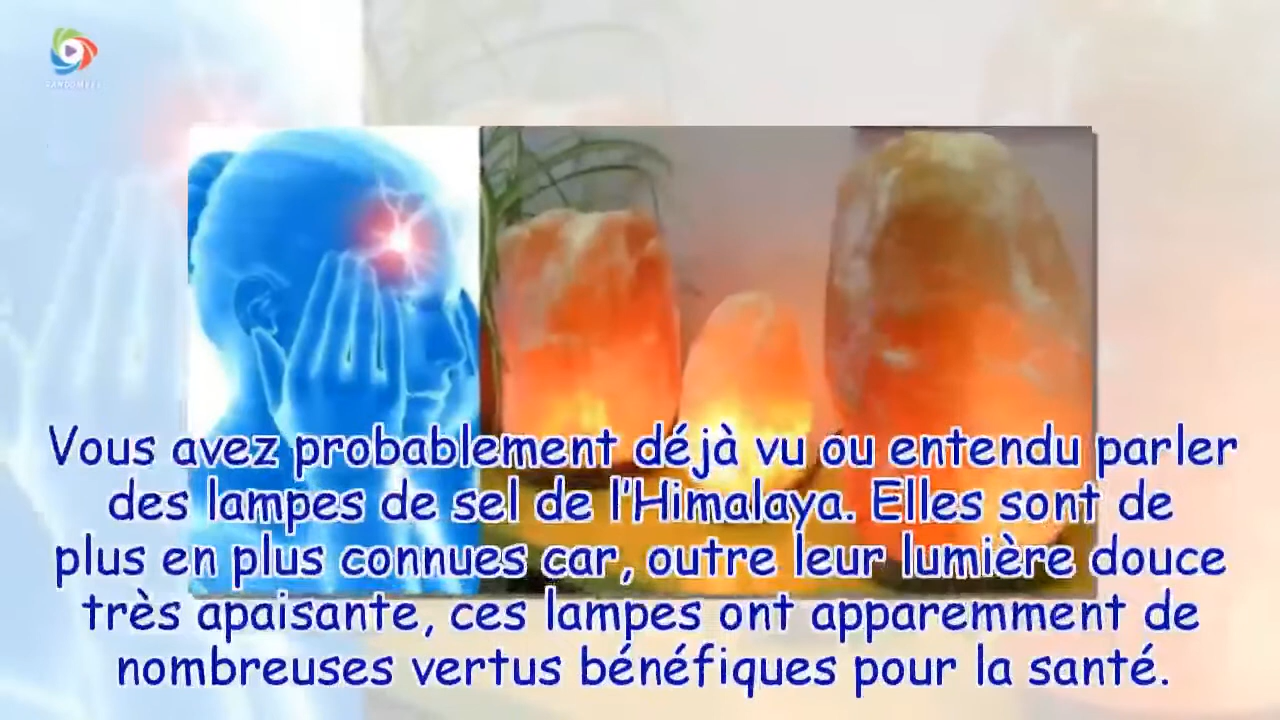 Vous avez probablement déjà vu ou entendu parler
des lampes de sel de l'Himalaya. Elles sont de
plus en plus connues car, outre leur lumière douce
très apaisante, ces lampes ont apparemment de
nombreuses vertus bénéfiques pour la santé.